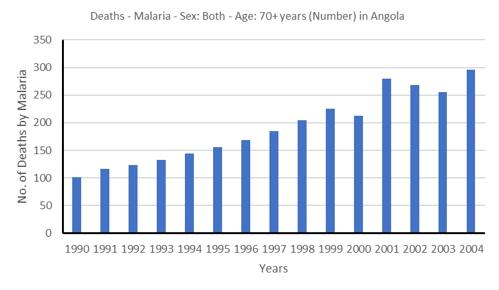 Deaths - Malaria - Sex: Both - Age: 70+ years (Number) in Angola
350
300
250
200
150
100
50
0
No. of Deaths by Malaria
1990 1991 1992 1993 1994 1995 1996 1997 1998 1999 2000 2001 2002 2003 2004
Years